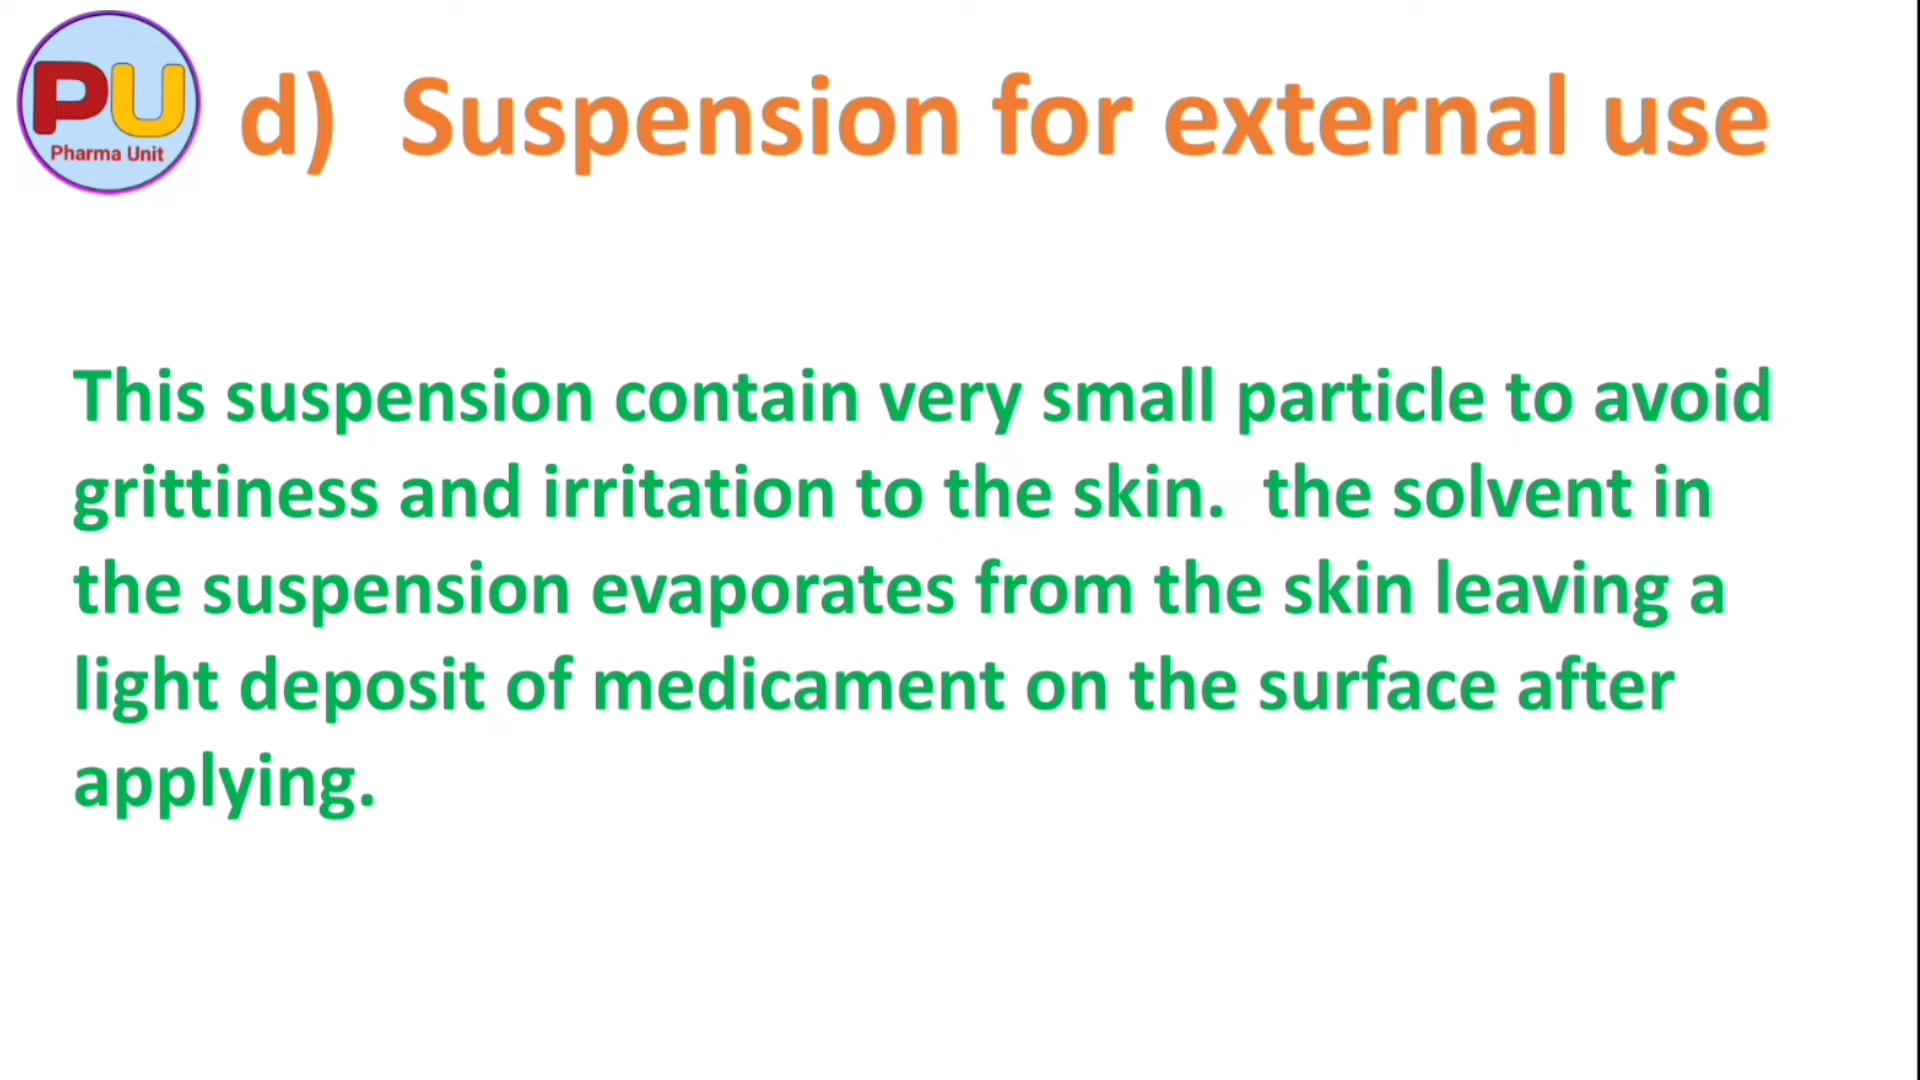 PU
Pharma Unit
d) Suspension for external use
This suspension contain very small particle to avoid
grittiness and irritation to the skin. the solvent in
the suspension evaporates from the skin leaving a
light deposit of medicament on the surface after
applying.